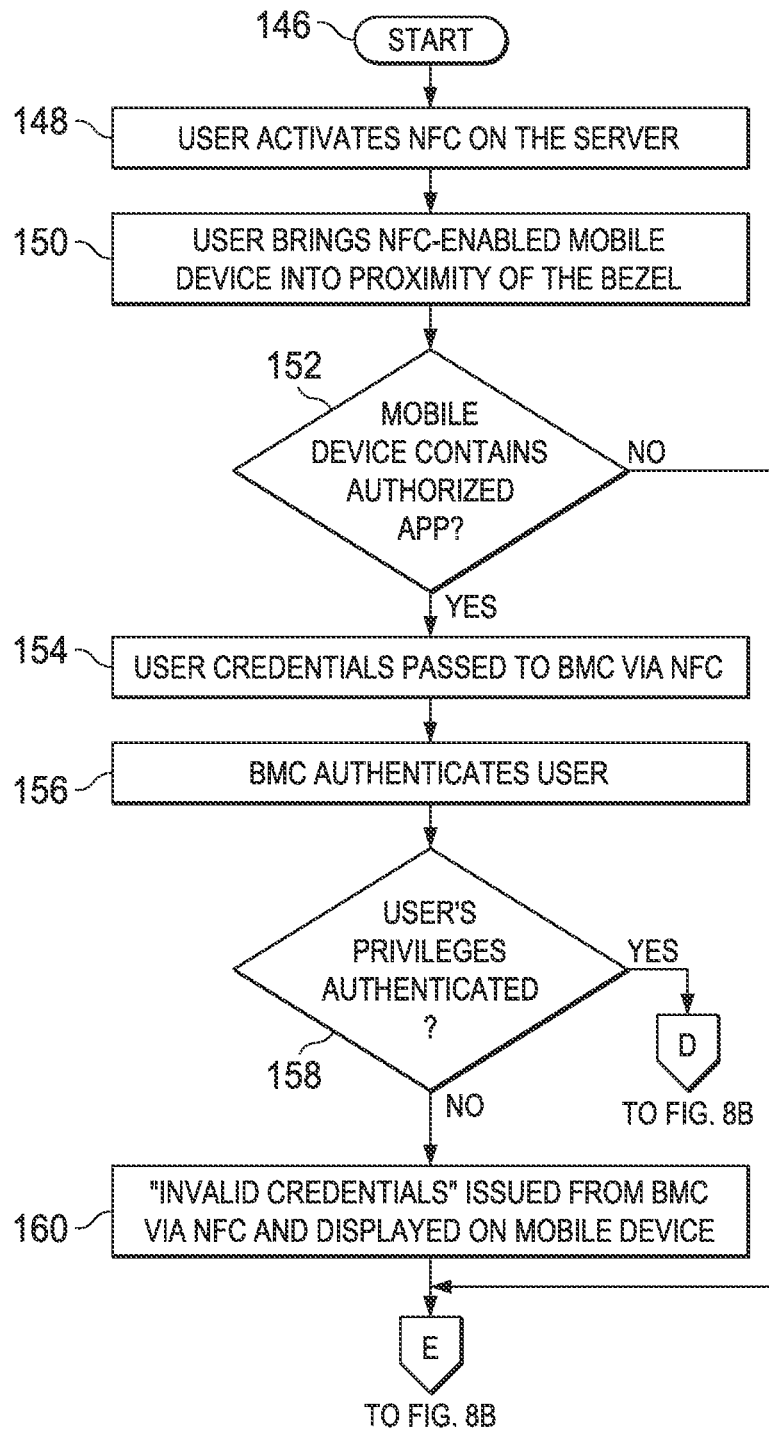 146
START
148
USER ACTIVATES NFC ON THE SERVER
150
USER BRINGS NFC-ENABLED MOBILE
DEVICE INTO PROXIMITY OF THE BEZEL
152
MOBILE
DEVICE CONTAINS
AUTHORIZED
APP?
NO
YES
154
USER CREDENTIALS PASSED TO BMC VIA NFC
156
BMC AUTHENTICATES USER
USER'S
PRIVILEGES
AUTHENTICATED
?
158
YES
D
TO FIG. 8B
NO
160
"INVALID CREDENTIALS" ISSUED FROM BMC
VIA NFC AND DISPLAYED ON MOBILE DEVICE
E
TO FIG. 8B